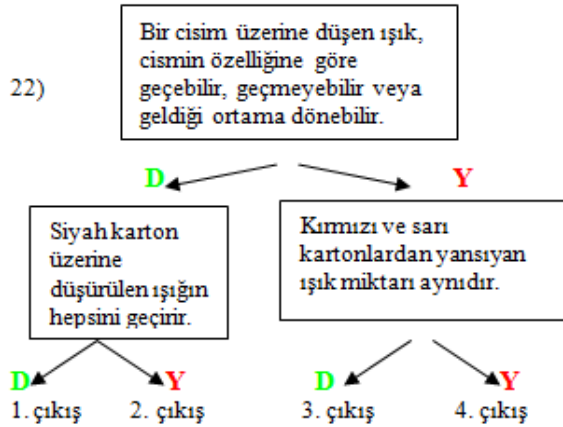 22)
Bir cisim üzerine düşen ışık,
cismin özelliğine göre
geçebilir, geçmeyebilir veya
geldiği ortama dönebilir.
D
Y
Siyah karton
üzerine
düşürülen ışığın
hepsini geçirir.
Kırmızı ve sarı
kartonlardan yansıyan
ışık miktarı aynıdır.
D
Y
D
Y
1. çıkış
2. çıkış
3. çıkış
4. çıkış